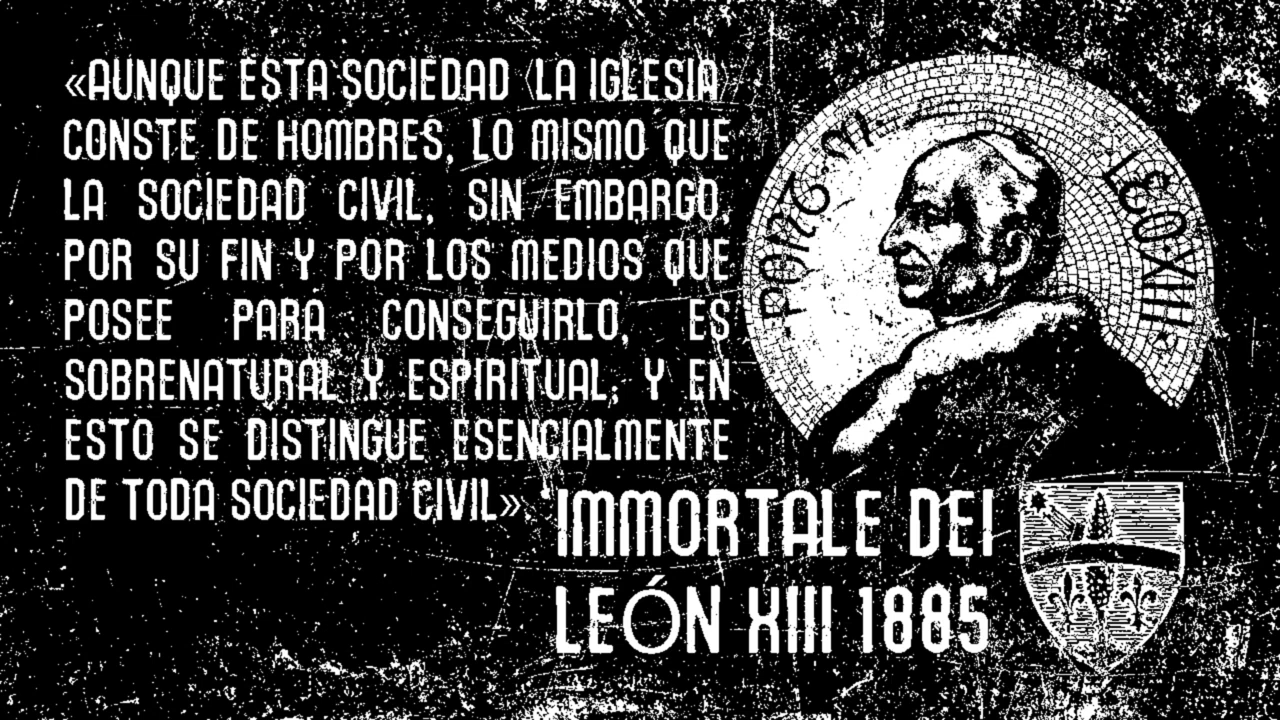 «AUNQUE ESTA SOCIEDAD (LA IGLESIA)
CONSTE DE HOMBRES, LO MISMO QUE
LA SOCIEDAD CIVIL, SIN EMBARGO,
POR SU FIN Y POR LOS MEDIOS QUE
POSEE PARA CONSEGUIRLO, ES
SOBRENATURAL Y ESPIRITUAL; Y EN
ESTO SE DISTINGUE ESENCIALMENTE
DE TODA SOCIEDAD CIVIL».
IMMORTALE DEI
LEÓN XIII 1885
PONT · M ·
LEO · XIII ·